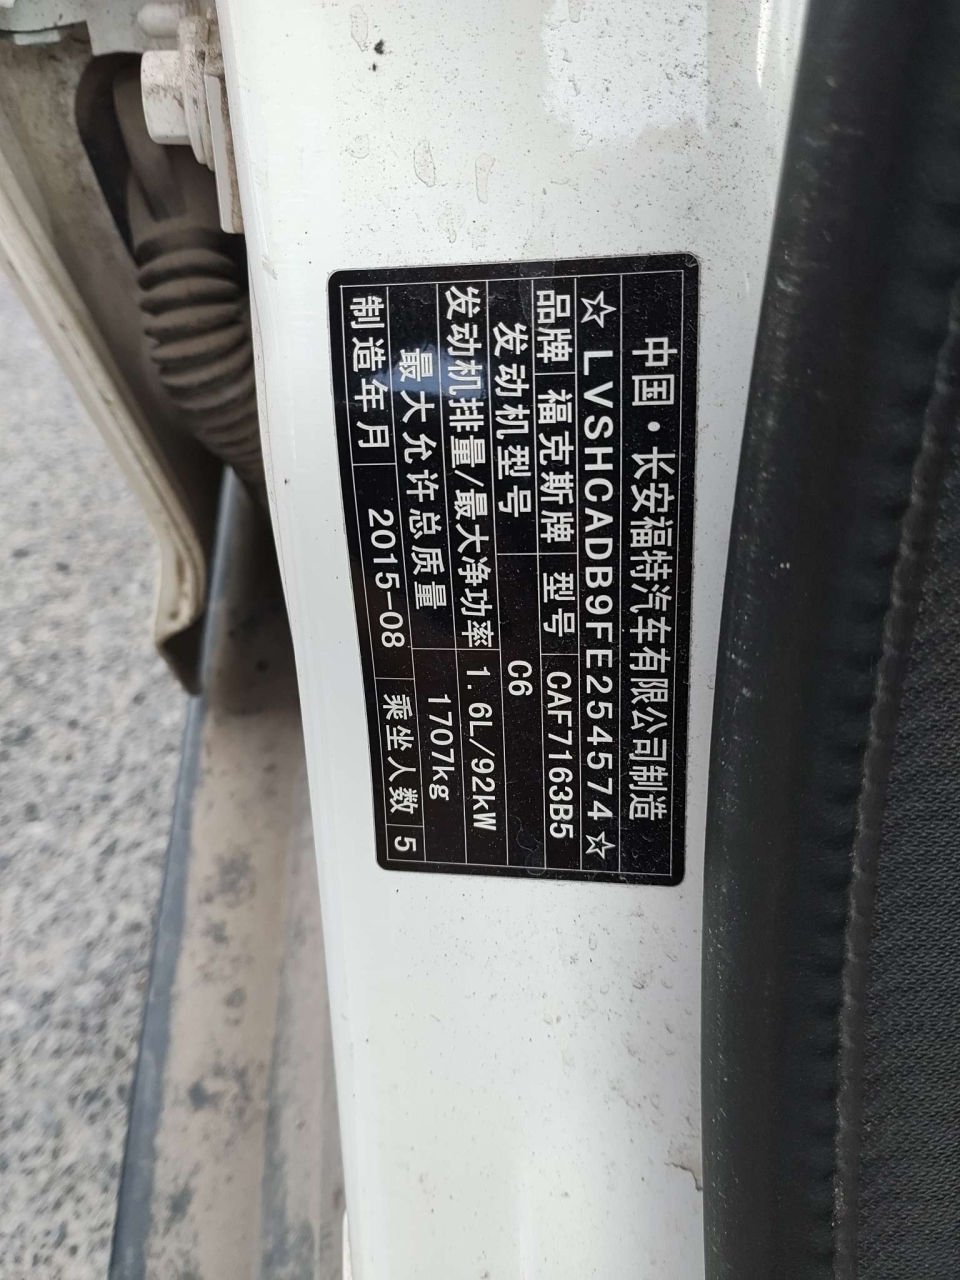 中国·长安福特汽车有限公司制造
☆LVSHCADB9FE254574☆
品牌 福克斯牌 型号 CAF7163B5
发动机型号 C6
发动机排量/最大净功率 1.6L/92kW
最大允许总质量 1707kg
制造年月 2015-08 乘坐人数 5